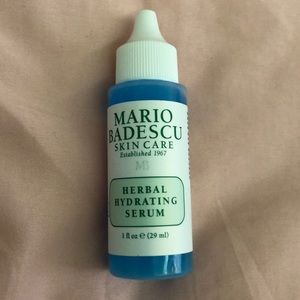 MARIO
BADESCU
SKIN CARE
Established 1967
MB
HERBAL
HYDRATING
SERUM
1 fl oz e (29 ml)